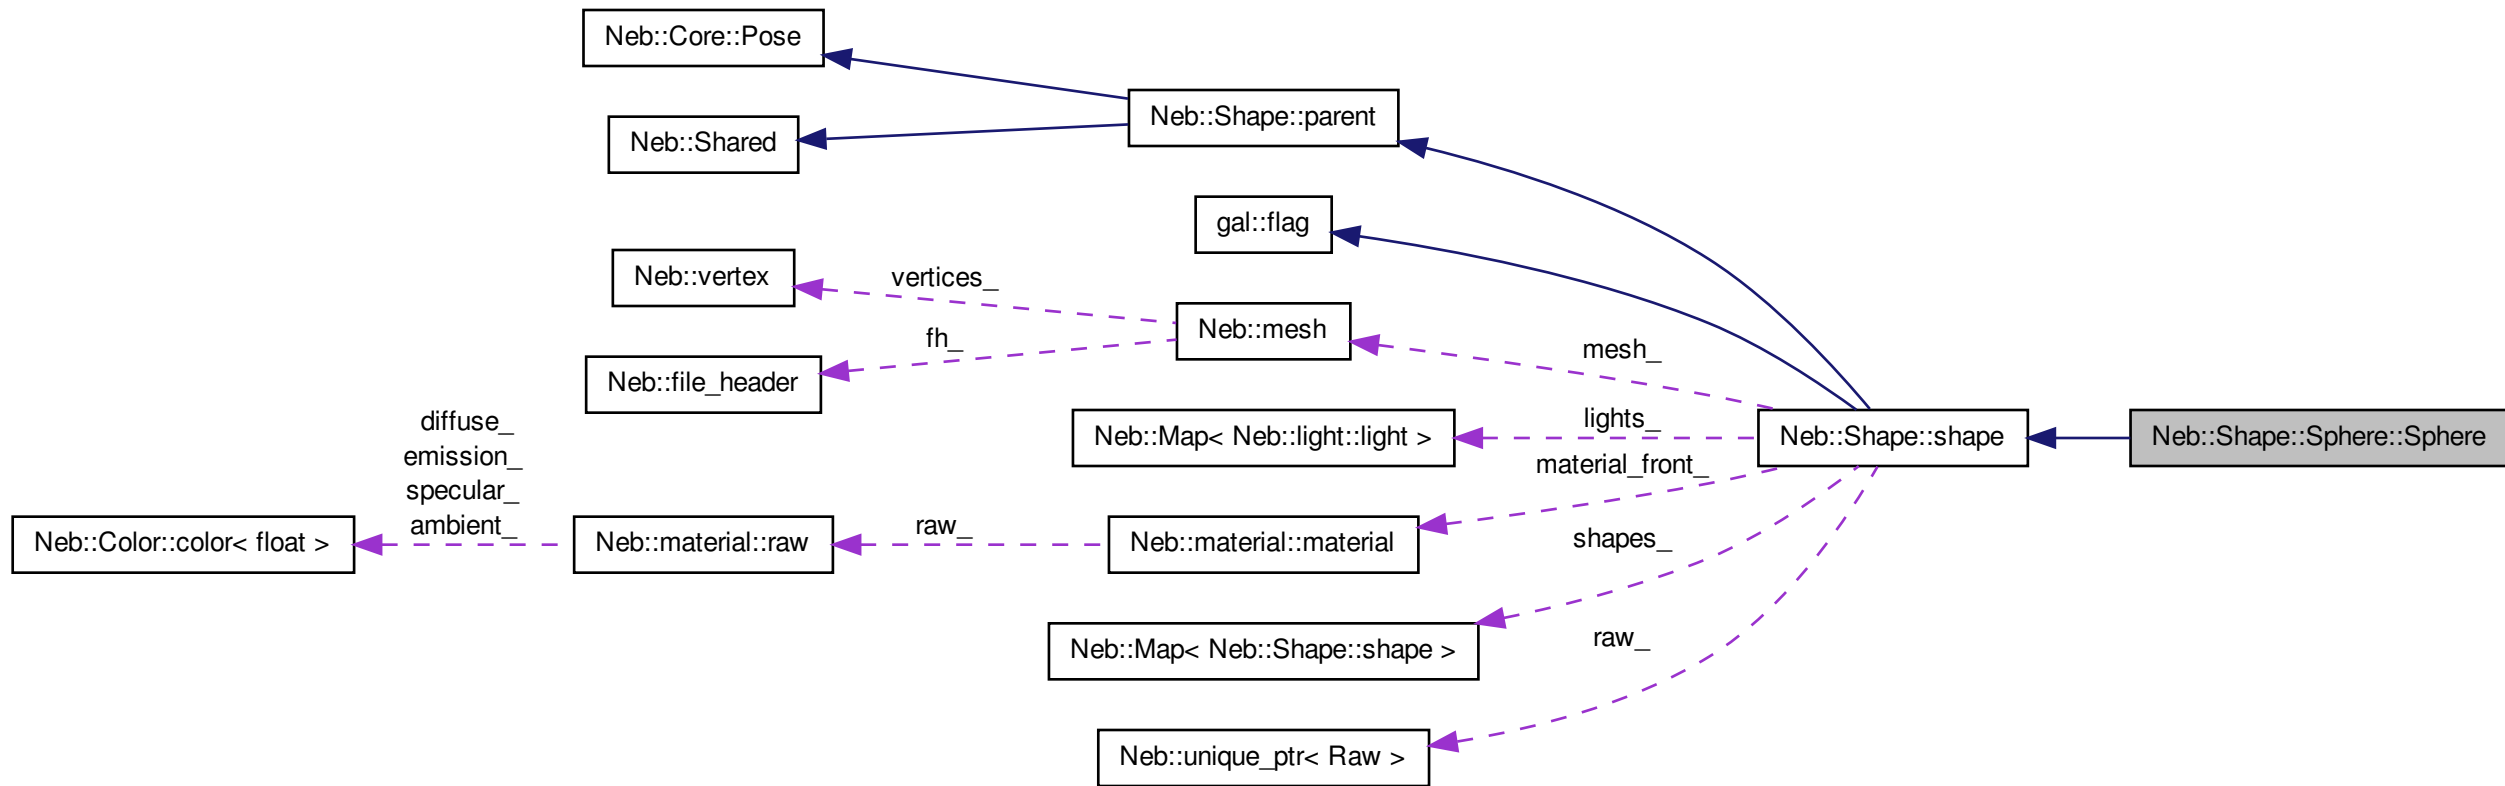 Neb::Core::Pose
Neb::Shape::parent
Neb::Shared
gal::flag
Neb::vertex
vertices_
Neb::mesh
fh_
mesh_
Neb::file_header
diffuse_
emission_
specular_
ambient_
Neb::Map< Neb::light::light >
lights_
Neb::Shape::shape
Neb::Shape::Sphere::Sphere
material_front_
Neb::Color::color< float >
Neb::material::raw
raw_
Neb::material::material
shapes_
Neb::Map< Neb::Shape::shape >
raw_
Neb::unique_ptr< Raw >